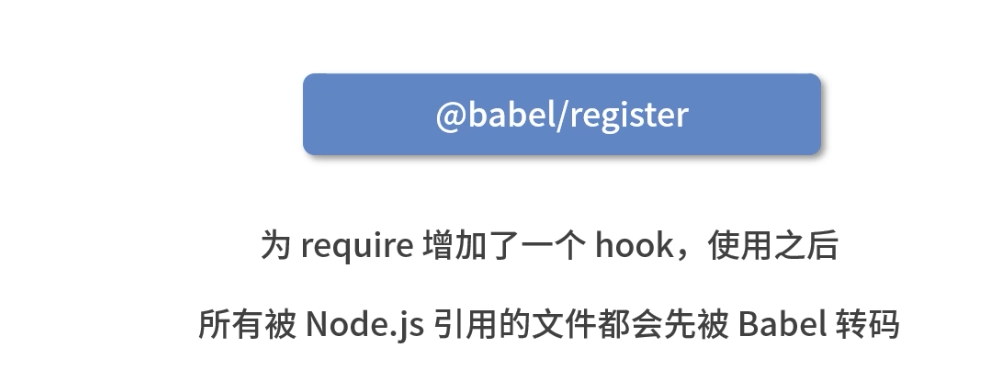 @babel/register
为 require 增加了一个 hook，使用之后
所有被 Node.js 引用的文件都会先被 Babel 转码